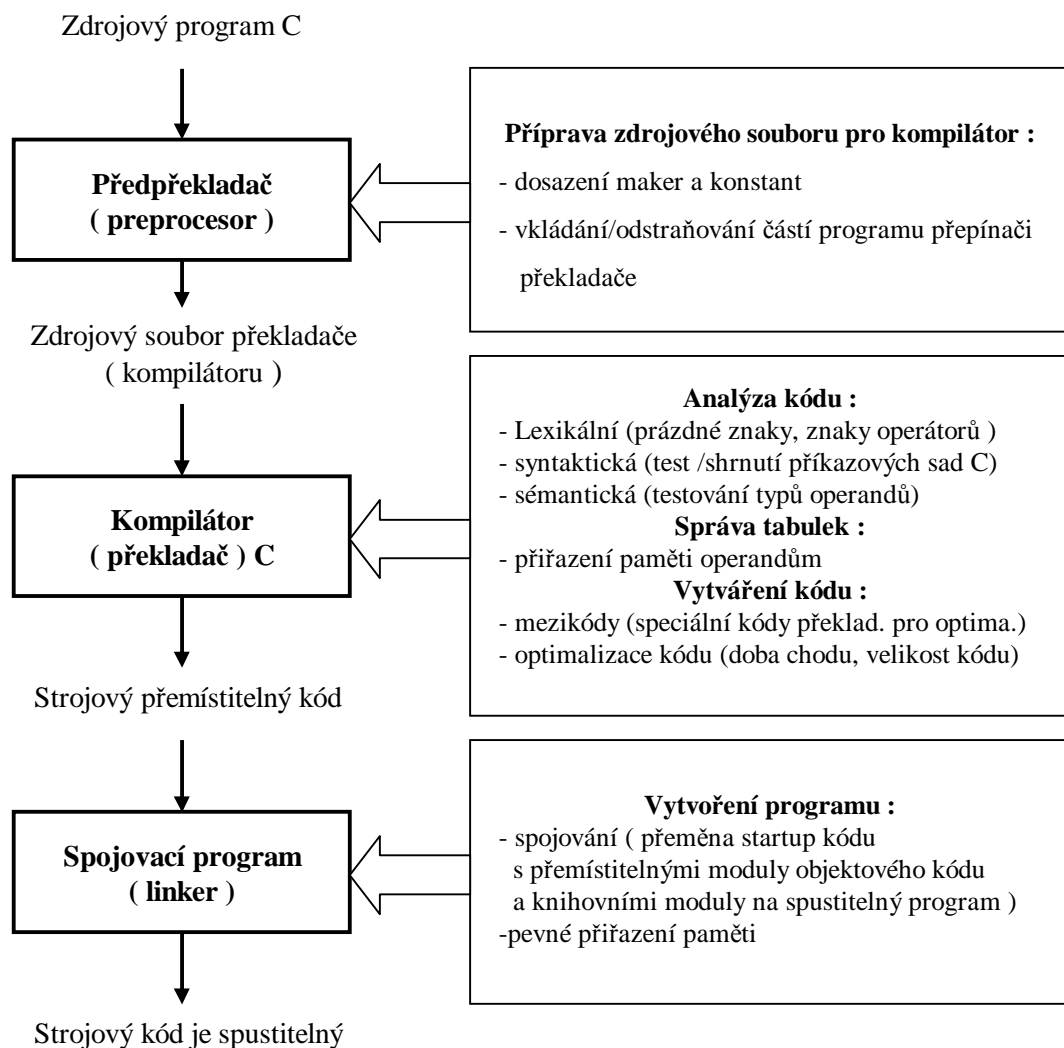 Zdrojový program C
Předpřekladač
( preprocesor )
Příprava zdrojového souboru pro kompilátor :
- dosazení maker a konstant
- vkládání/odstraňování částí programu přepínači
překladače
Zdrojový soubor překladače
( kompilátoru )
Kompilátor
( překladač ) C
Analýza kódu :
- Lexikální (prázdné znaky, znaky operátorů )
- syntaktická (test /shrnutí příkazových sad C)
- sémantická (testování typů operandů)
Správa tabulek :
- přiřazení paměti operandům
Vytváření kódu :
- mezikódy (speciální kódy překlad. pro optima.)
- optimalizace kódu (doba chodu, velikost kódu)
Strojový přemístitelný kód
Spojovací program
( linker )
Vytvoření programu :
- spojování ( přeměna startup kódu
s přemístitelnými moduly objektového kódu
a knihovními moduly na spustitelný program )
-pevné přiřazení paměti
Strojový kód je spustitelný